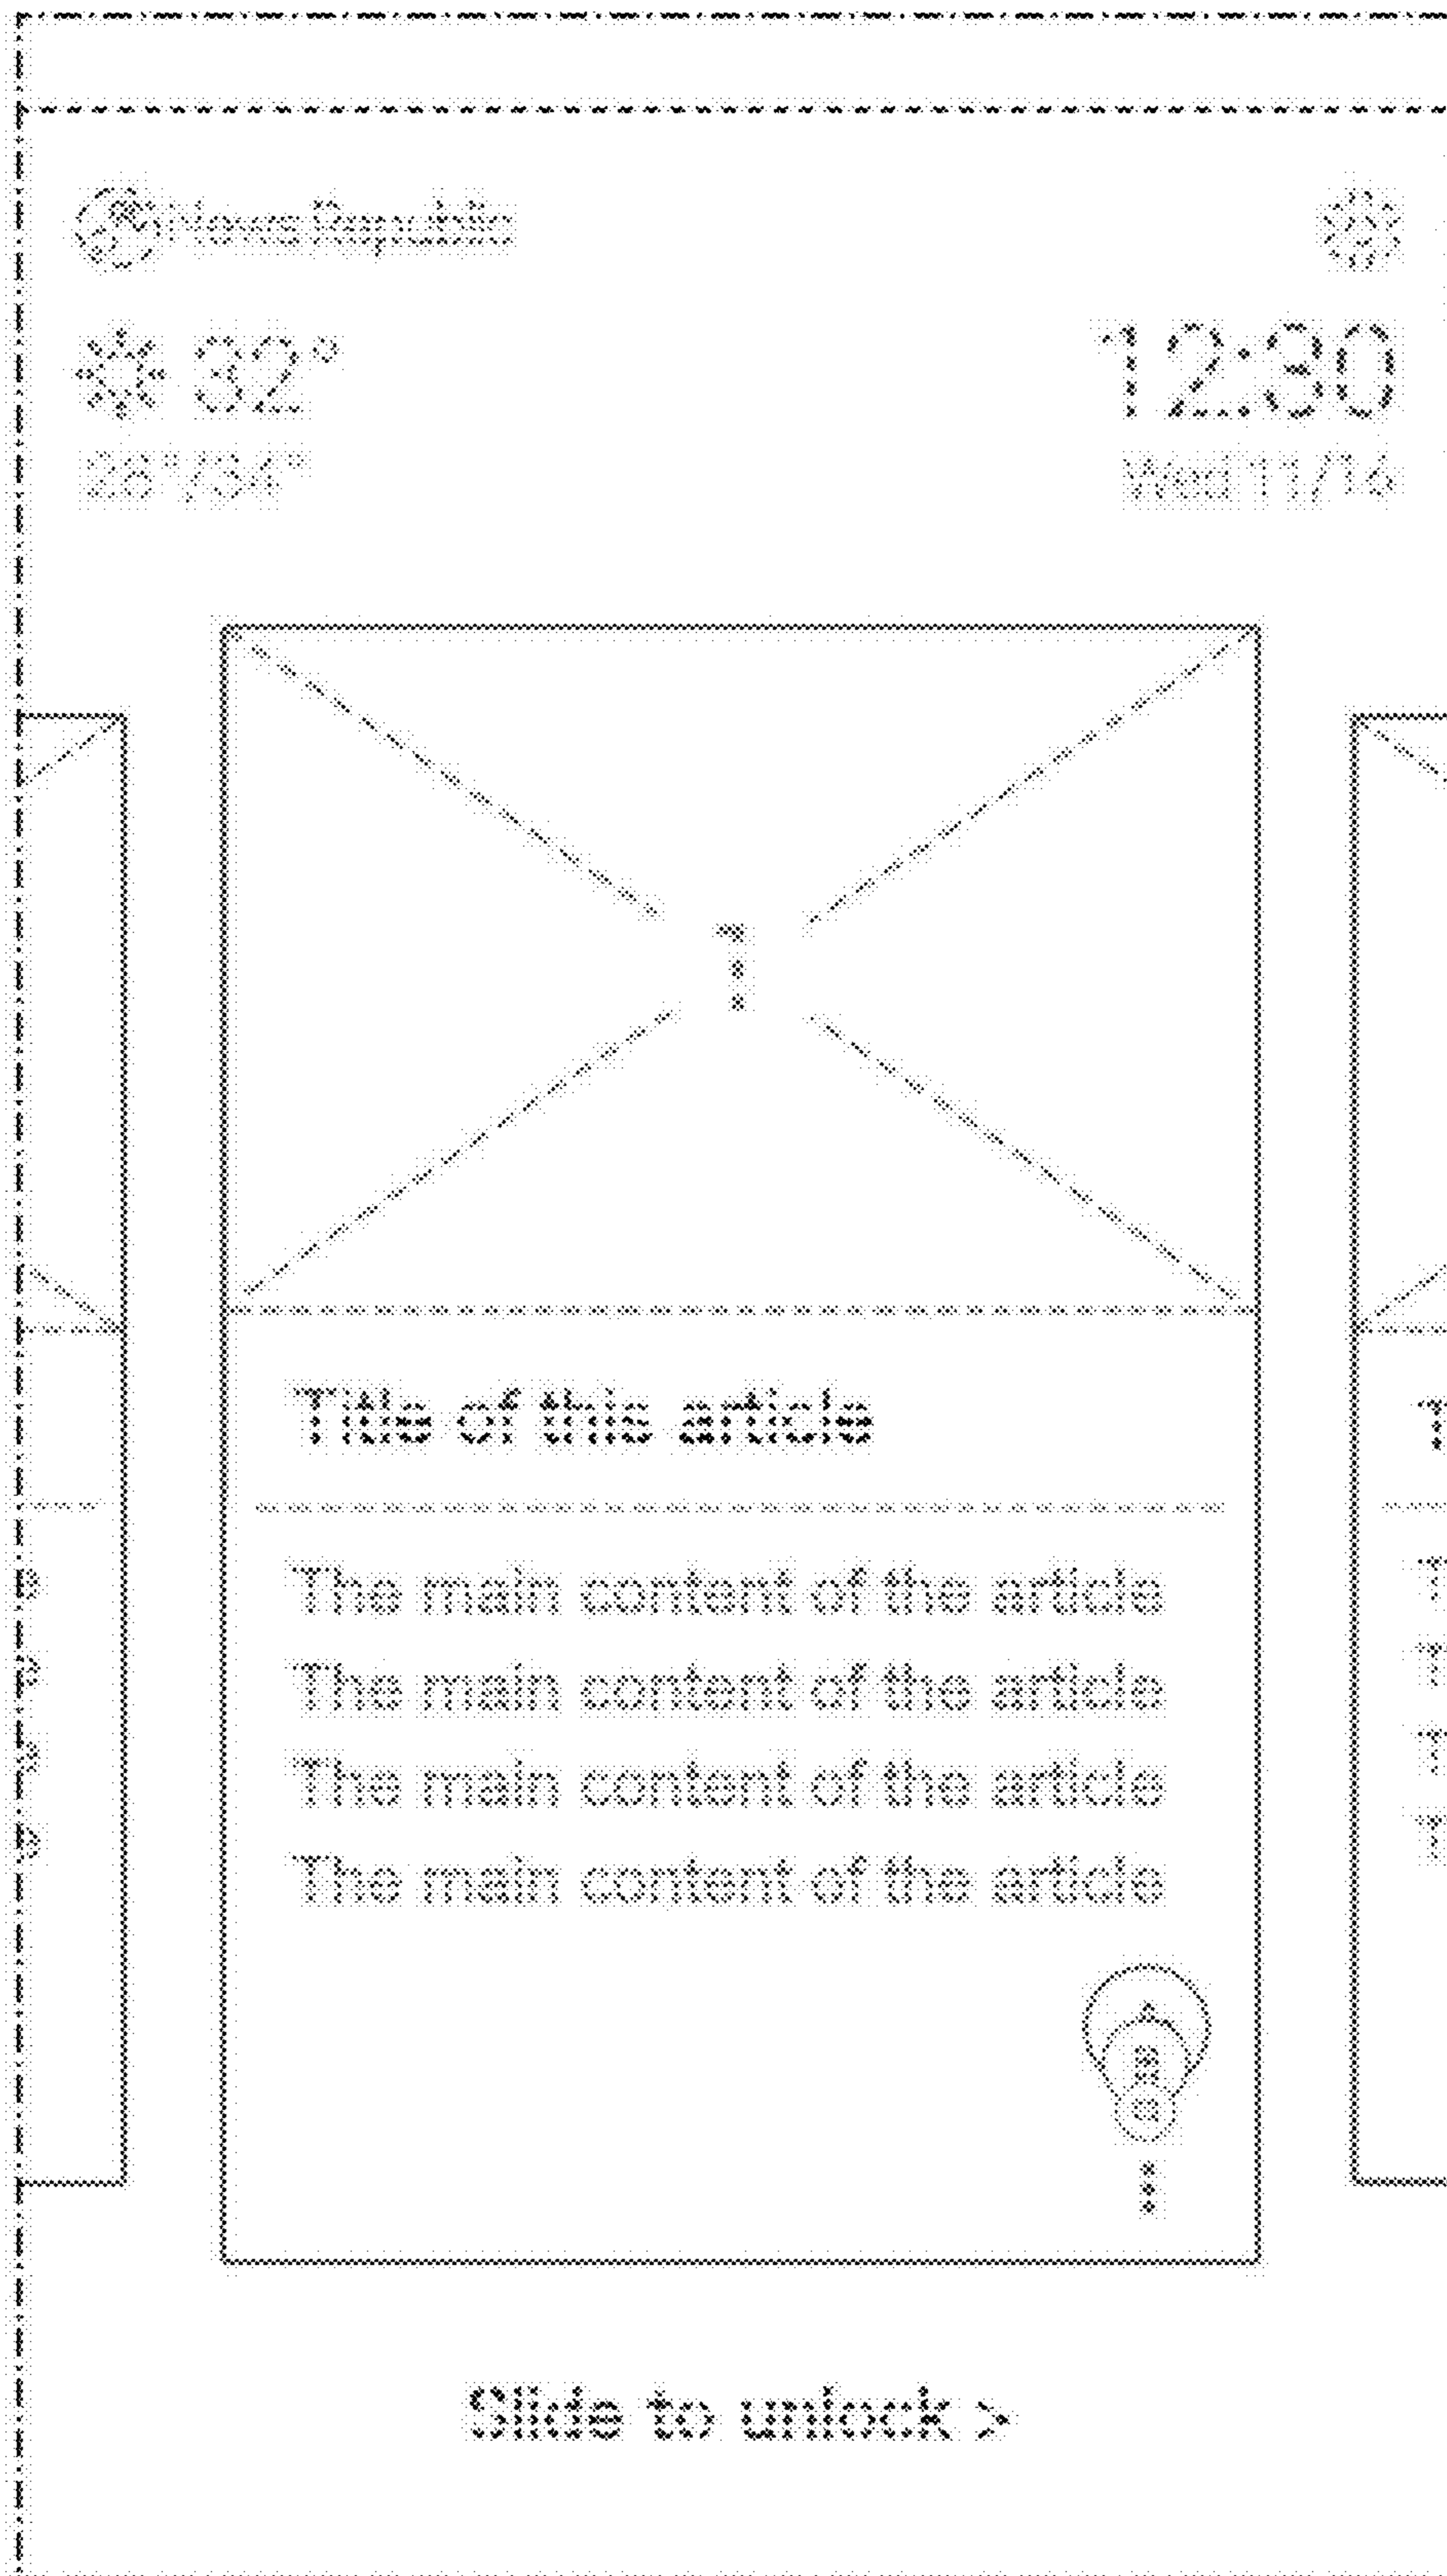 News Republic
32° 12:30
28°/34° Wed 11/16
1
Title of this article
T
The main content of the article
e
T
The main content of the article
e
T
The main content of the article
e
T
The main content of the article
e
T
Slide to unlock >